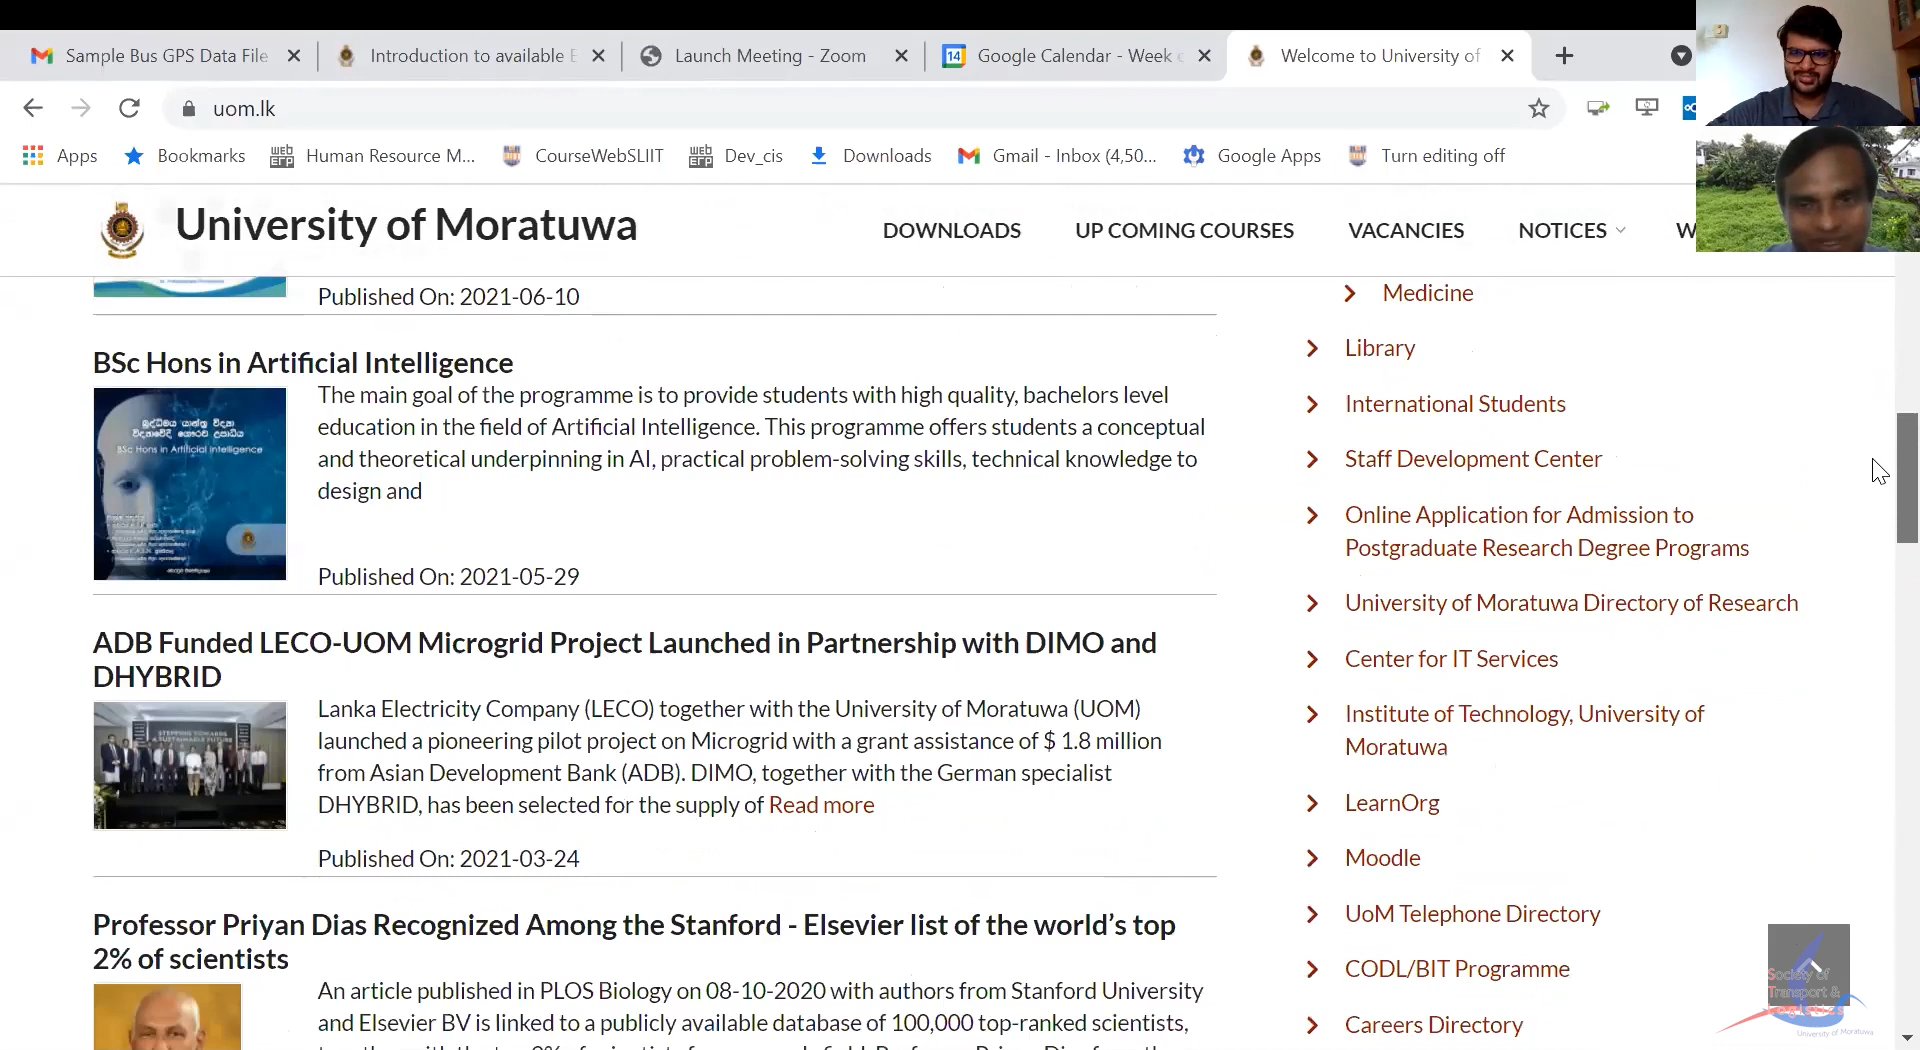 Sample Bus GPS Data File
Introduction to available E
Launch Meeting - Zoom
14
Google Calendar - Week
Welcome to University of
uom.lk
Apps
Bookmarks
Human Resource M...
CourseWebSLIIT
Dev_cis
Downloads
Gmail - Inbox (4,50...
Google Apps
Turn editing off
University of Moratuwa
DOWNLOADS
UP COMING COURSES
VACANCIES
NOTICES
W
Published On: 2021-06-10
BSc Hons in Artificial Intelligence
BSc Hons in Artificial Intelligence
The main goal of the programme is to provide students with high quality, bachelors level
education in the field of Artificial Intelligence. This programme offers students a conceptual
and theoretical underpinning in AI, practical problem-solving skills, technical knowledge to
design and
Published On: 2021-05-29
ADB Funded LECO-UOM Microgrid Project Launched in Partnership with DIMO and
DHYBRID
Lanka Electricity Company (LECO) together with the University of Moratuwa (UOM)
launched a pioneering pilot project on Microgrid with a grant assistance of $ 1.8 million
from Asian Development Bank (ADB). DIMO, together with the German specialist
DHYBRID, has been selected for the supply of Read more
Published On: 2021-03-24
Professor Priyan Dias Recognized Among the Stanford - Elsevier list of the world’s top
2% of scientists
An article published in PLOS Biology on 08-10-2020 with authors from Stanford University
and Elsevier BV is linked to a publicly available database of 100,000 top-ranked scientists,
Medicine
Library
International Students
Staff Development Center
Online Application for Admission to
Postgraduate Research Degree Programs
University of Moratuwa Directory of Research
Center for IT Services
Institute of Technology, University of
Moratuwa
LearnOrg
Moodle
UoM Telephone Directory
CODL/BIT Programme
Careers Directory
Society of
Transport &
Logistics
University of Moratuwa